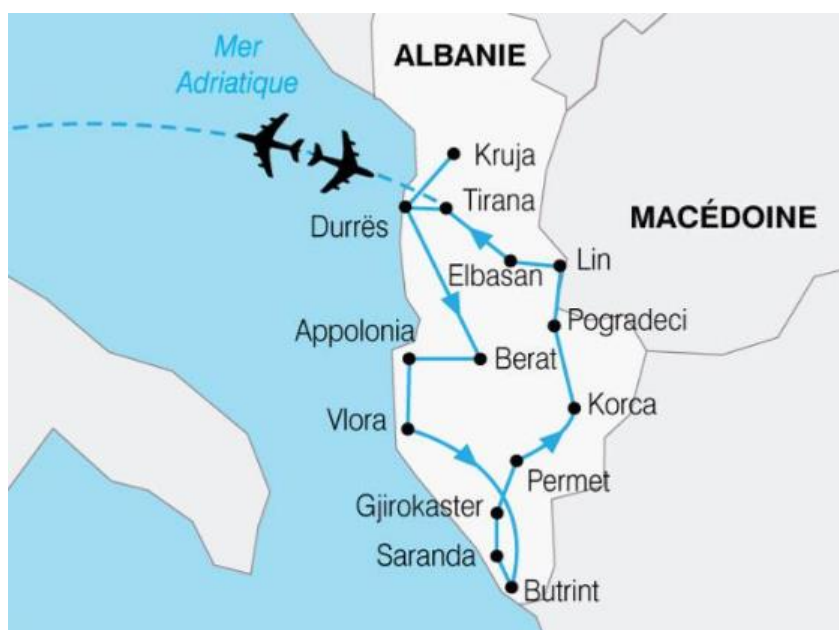 Mer
Adriatique
ALBANIE
Kruja
Tirana
Durrës
MACÉDOINE
Elbasan
Lin
Pogradeci
Appolonia
Berat
Korca
Vlora
Permet
Gjirokaster
Saranda
Butrint